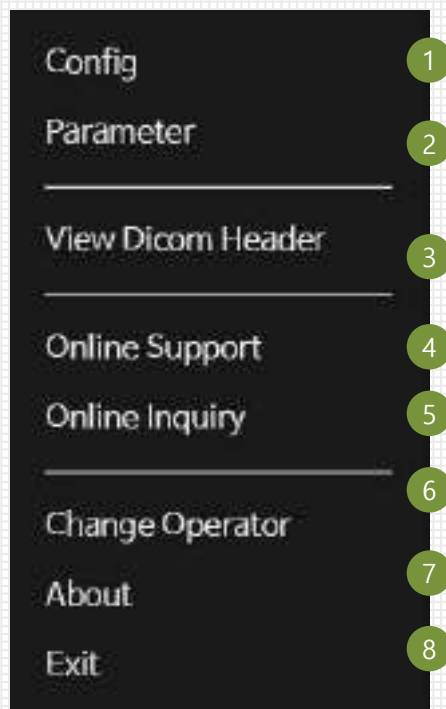 Config 1
Parameter 2
View Dicom Header 3
Online Support 4
Online Inquiry 5
6
Change Operator
About 7
Exit 8